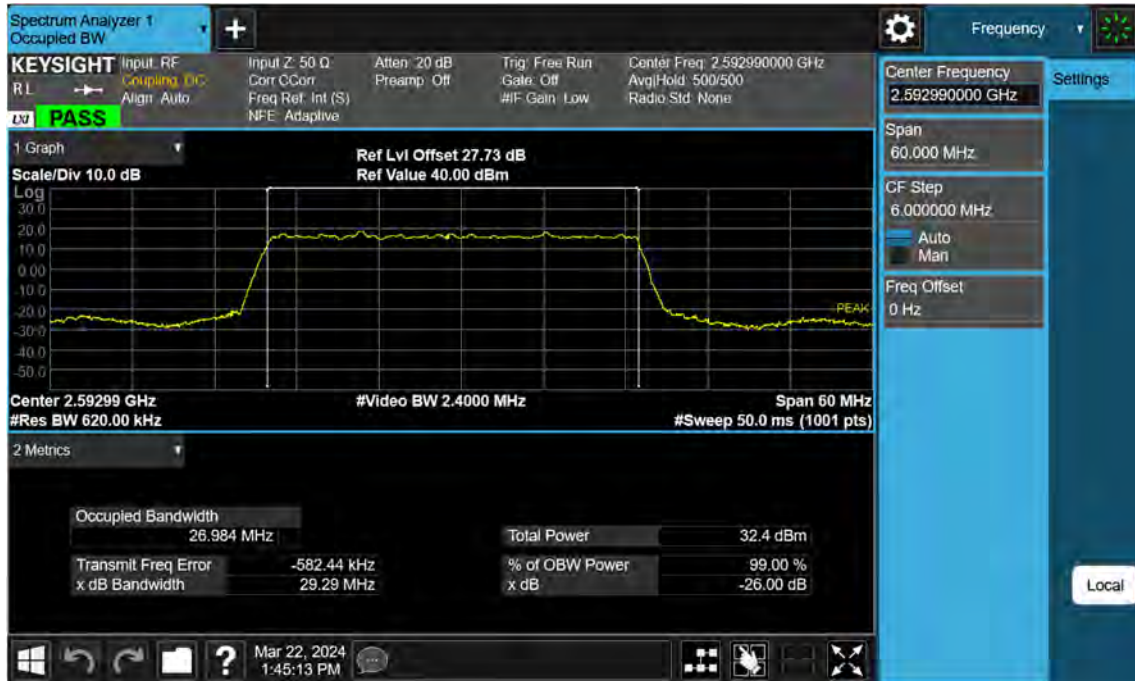 Spectrum Analyzer 1
Occupied BW
+
Frequency
KEYSIGHT
R L
LXI
PASS
Input: RF
Coupling: DC
Align: Auto
Input Z: 50 Ω
Corr CCorr
Freq Ref: Int (S)
NFE: Adaptive
Atten: 20 dB
Preamp: Off
Trig: Free Run
Gate: Off
#IF Gain: Low
Center Freq: 2.592990000 GHz
Avg|Hold: 500/500
Radio Std: None
Center Frequency
2.592990000 GHz
Settings
Span
60.000 MHz
CF Step
6.000000 MHz
Auto
Man
Freq Offset
0 Hz
Local
1 Graph
Scale/Div 10.0 dB
Ref Lvl Offset 27.73 dB
Ref Value 40.00 dBm
Log
30.0
20.0
10.0
0.00
-10.0
-20.0
-30.0
-40.0
-50.0
PEAK
Center 2.59299 GHz
#Video BW 2.4000 MHz
Span 60 MHz
#Res BW 620.00 kHz
#Sweep 50.0 ms (1001 pts)
2 Metrics
Occupied Bandwidth
26.984 MHz
Total Power 32.4 dBm
Transmit Freq Error -582.44 kHz
% of OBW Power 99.00 %
x dB Bandwidth 29.29 MHz
x dB -26.00 dB
?
Mar 22, 2024
1:45:13 PM